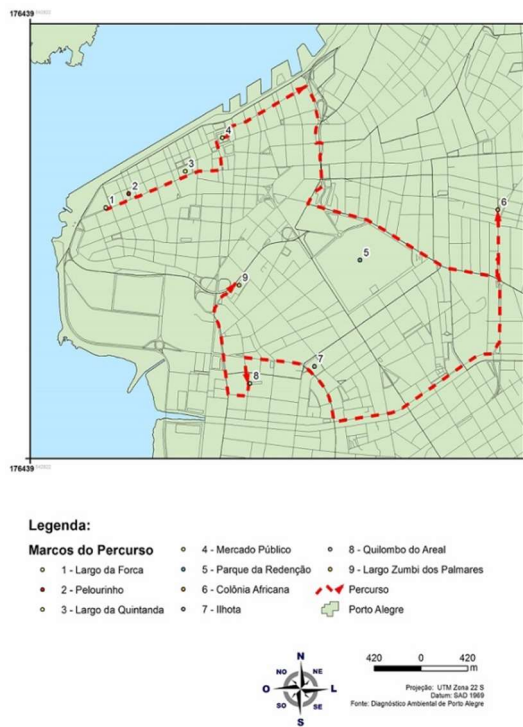 176439
4
3
2
1
6
5
9
7
8
176439
Legenda:
Marcos do Percurso
1 - Largo da Forca
2 - Pelourinho
3 - Largo da Quintanda
4 - Mercado Público
5 - Parque da Redenção
6 - Colônia Africana
7 - Ilhota
8 - Quilombo do Areal
9 - Largo Zumbi dos Palmares
Percurso
Porto Alegre
N
NO NE
O L
SO SE
S
420 0 420
m
Projeção: UTM Zona 22 S
Datum: SAD 1969
Fonte: Diagnóstico Ambiental de Porto Alegre